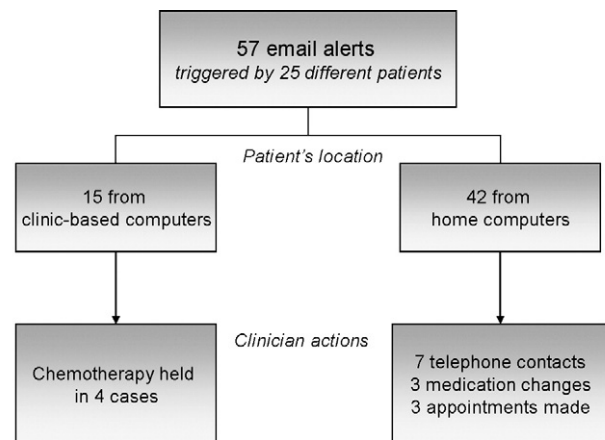 57 email alerts
triggered by 25 different patients
Patient's location
15 from
clinic-based computers
42 from
home computers
Clinician actions
Chemotherapy held
in 4 cases
7 telephone contacts
3 medication changes
3 appointments made